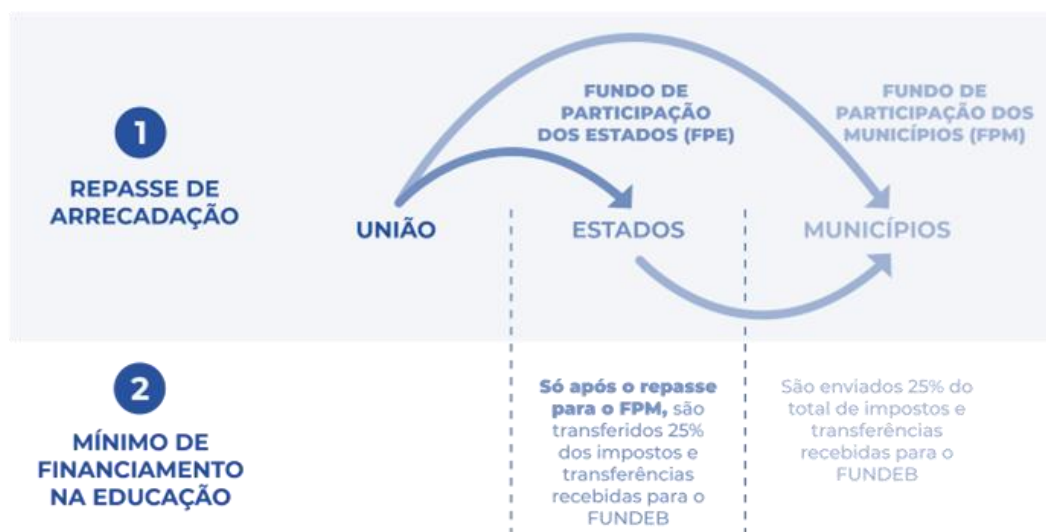 1
REPASSE DE
ARRECADAÇÃO
UNIÃO
FUNDO DE
PARTICIPAÇÃO
DOS ESTADOS (FPE)
ESTADOS
FUNDO DE
PARTICIPAÇÃO DOS
MUNICÍPIOS (FPM)
MUNICÍPIOS
2
MÍNIMO DE
FINANCIAMENTO
NA EDUCAÇÃO
Só após o repasse
para o FPM, são
transferidos 25%
dos impostos e
transferências
recebidas para o
FUNDEB
São enviados 25% do
total de impostos e
transferências
recebidas para o
FUNDEB